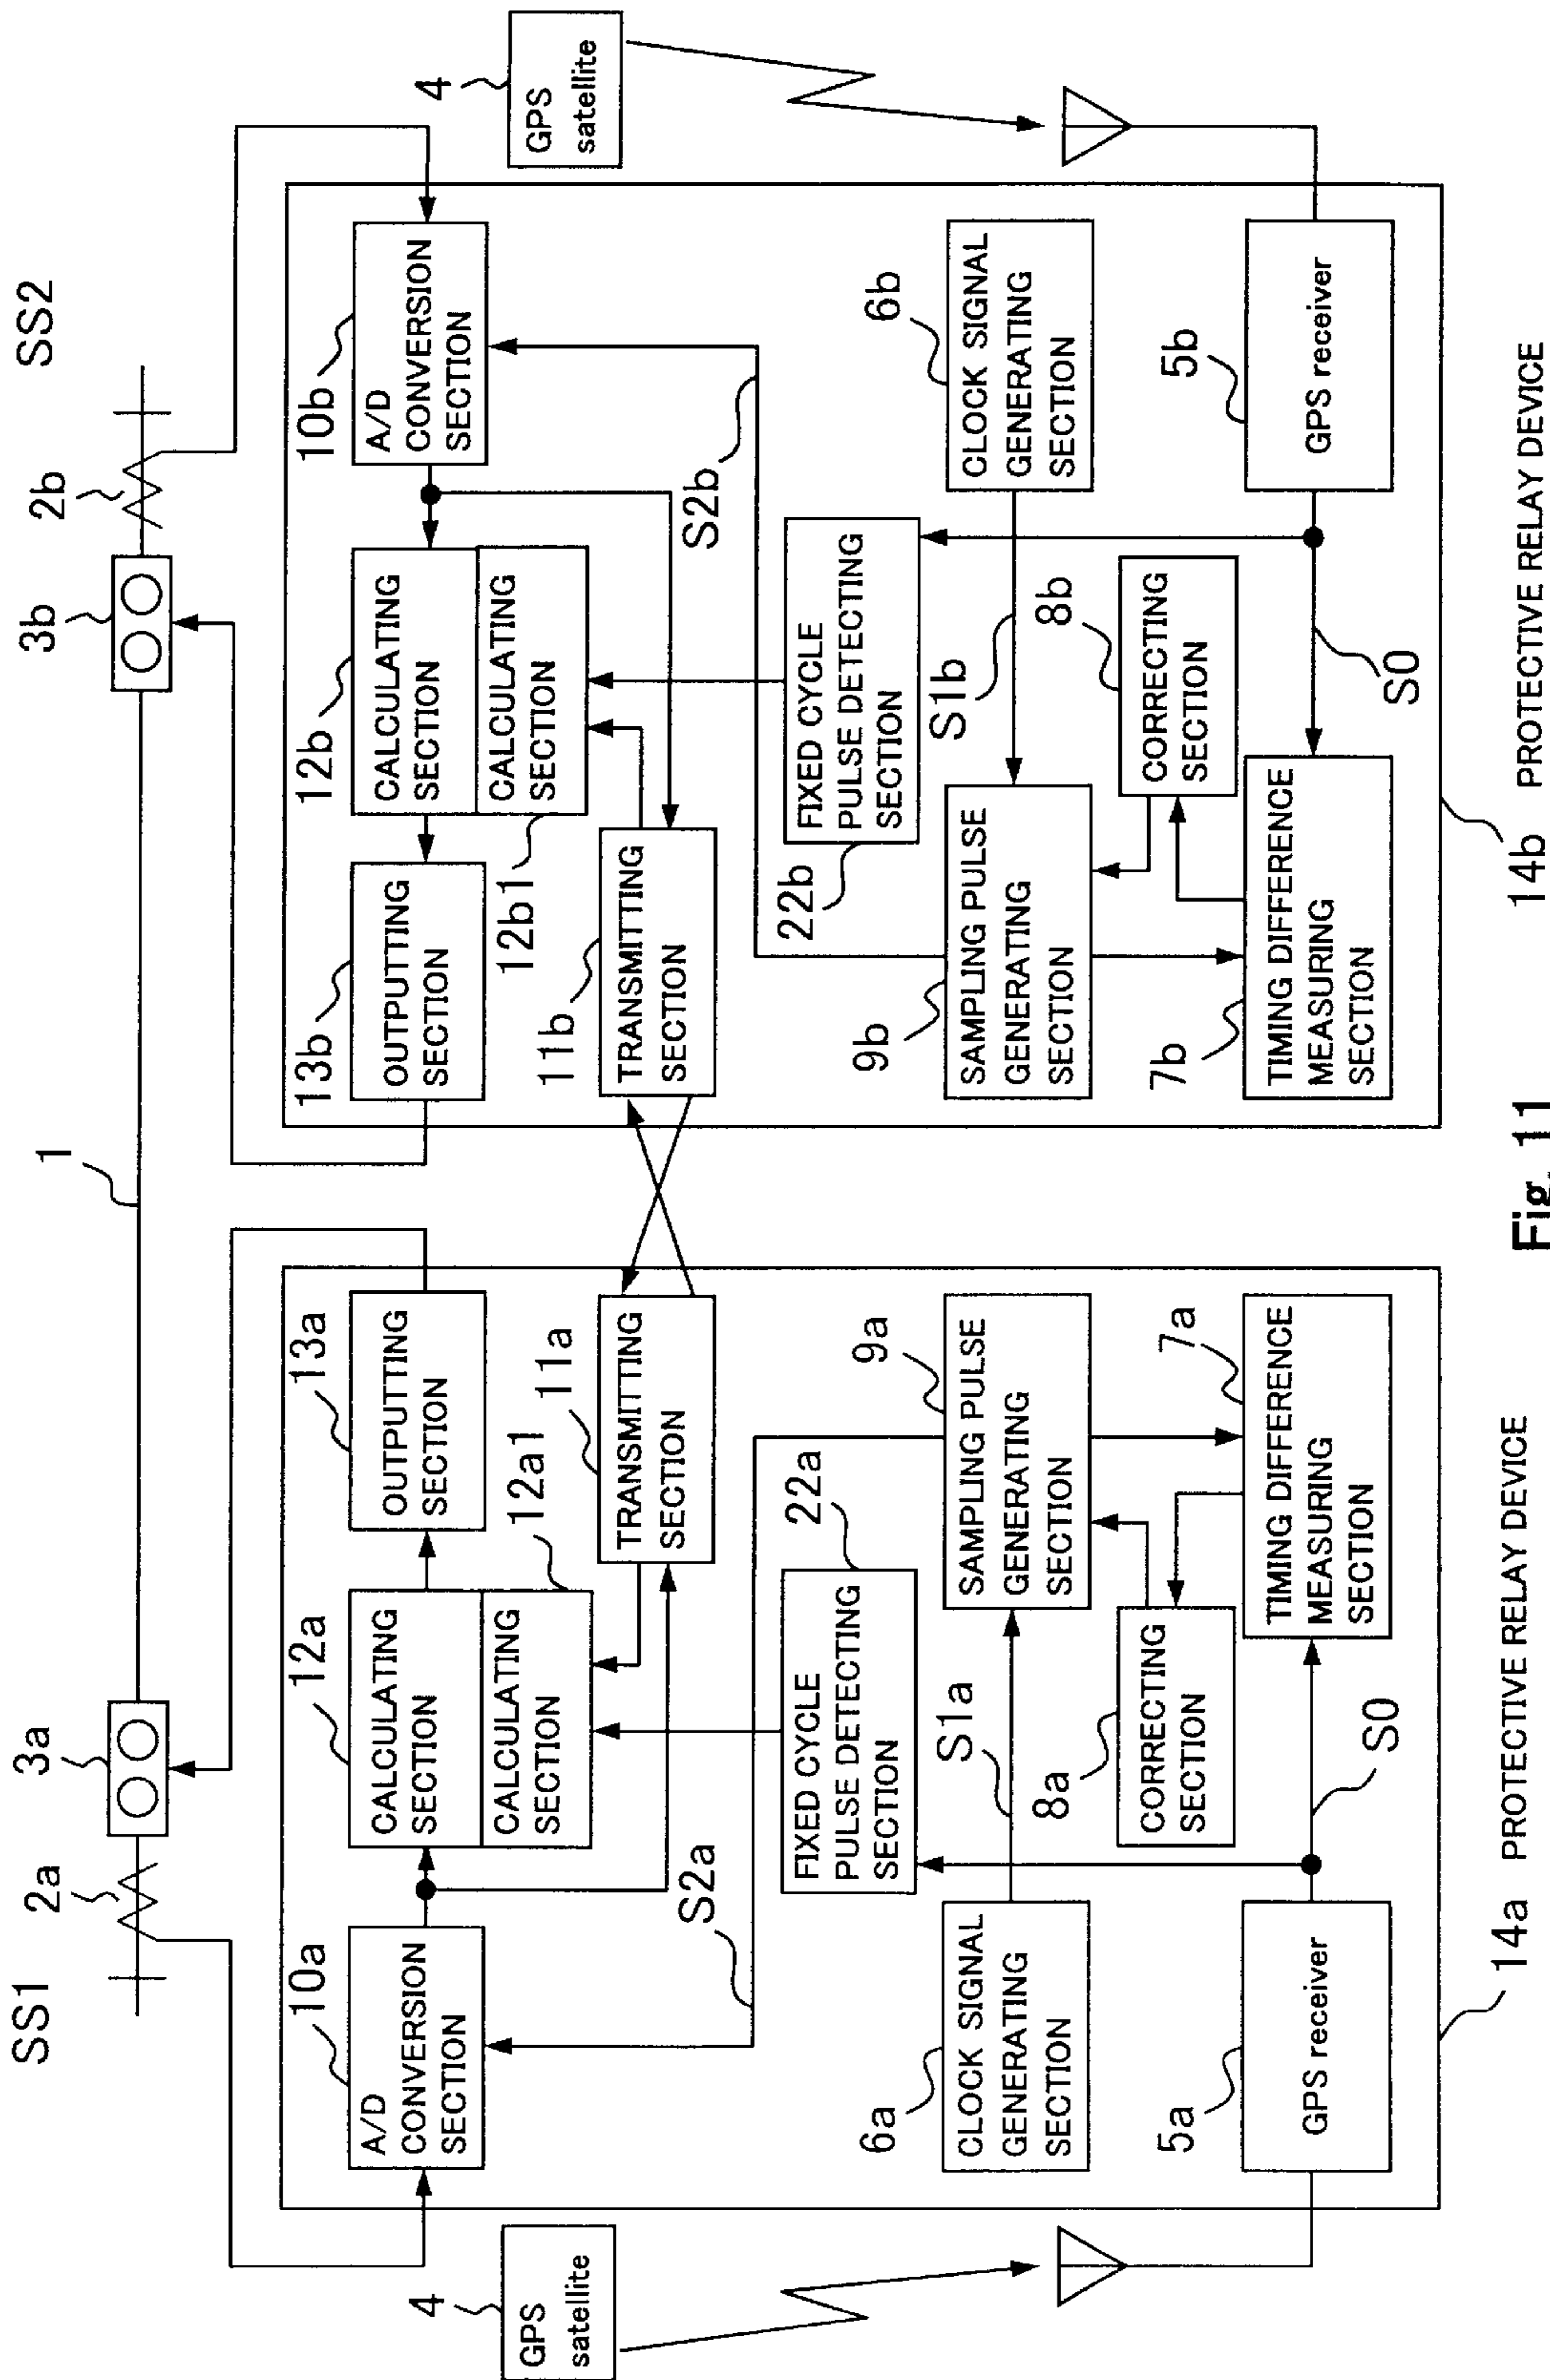 SS1
SS2
2a
3a
1
3b
2b
10a
A/D
CONVERSION
SECTION
12a
CALCULATING
SECTION
CALCULATING
SECTION
12a1
13a
OUTPUTTING
SECTION
11a
TRANSMITTING
SECTION
S2a
22a
FIXED CYCLE
PULSE DETECTING
SECTION
9a
SAMPLING PULSE
GENERATING
SECTION
6a
CLOCK SIGNAL
GENERATING
SECTION
S1a
8a
CORRECTING
SECTION
7a
TIMING DIFFERENCE
MEASURING
SECTION
5a
GPS receiver
S0
4
GPS
satellite
14a PROTECTIVE RELAY DEVICE
13b
OUTPUTTING
SECTION
12b
CALCULATING
SECTION
CALCULATING
SECTION
12b1
10b
A/D
CONVERSION
SECTION
11b
TRANSMITTING
SECTION
S2b
22b
FIXED CYCLE
PULSE DETECTING
SECTION
9b
SAMPLING PULSE
GENERATING
SECTION
S1b
6b
CLOCK SIGNAL
GENERATING
SECTION
8b
CORRECTING
SECTION
7b
TIMING DIFFERENCE
MEASURING
SECTION
S0
5b
GPS receiver
4
GPS
satellite
14b PROTECTIVE RELAY DEVICE
Fig. 11